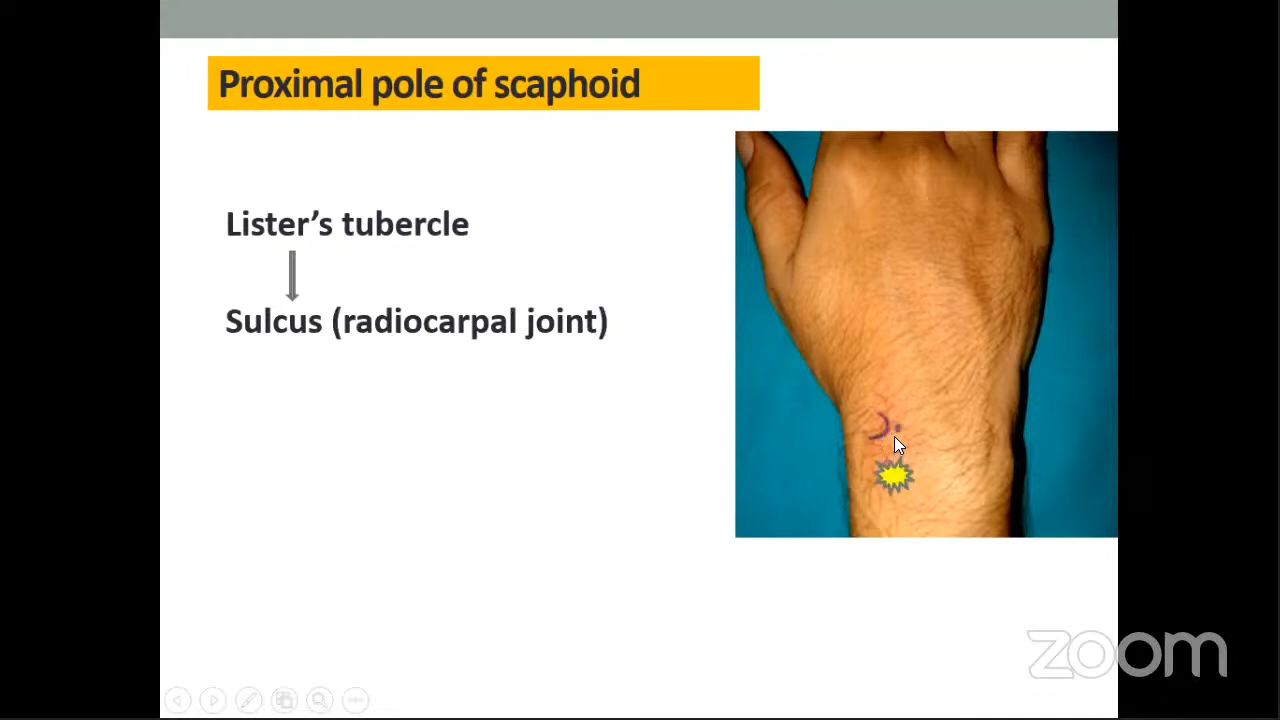 Proximal pole of scaphoid
Lister’s tubercle
Sulcus (radiocarpal joint)
zoom